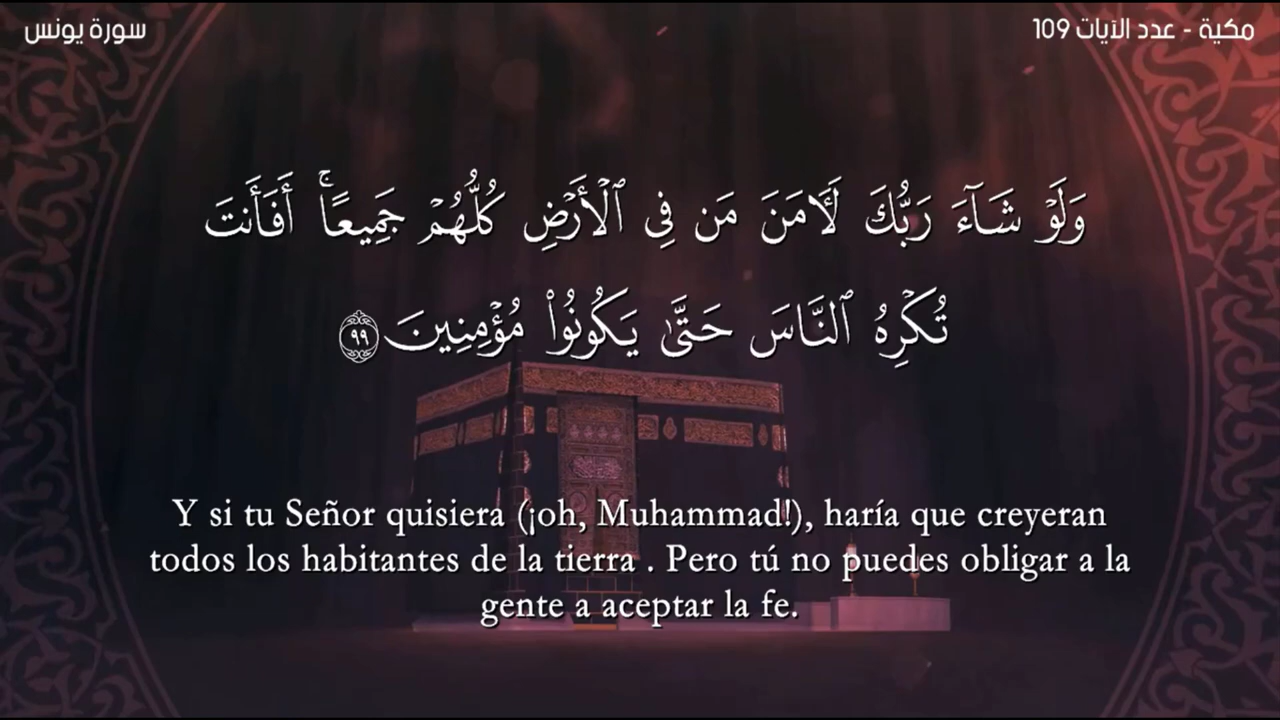 مكية - عدد الآيات 109
سورة يونس
وَلَوْ شَآءَ رَبُّكَ لَـَٔامَنَ مَن فِى ٱلْأَرْضِ كُلُّهُمْ جَمِيعًا ۚ أَفَأَنتَ
تُكْرِهُ ٱلنَّاسَ حَتَّىٰ يَكُونُوا۟ مُؤْمِنِينَ ٩٩
Y si tu Señor quisiera (¡oh, Muhammad!), haría que creyeran
todos los habitantes de la tierra . Pero tú no puedes obligar a la
gente a aceptar la fe.